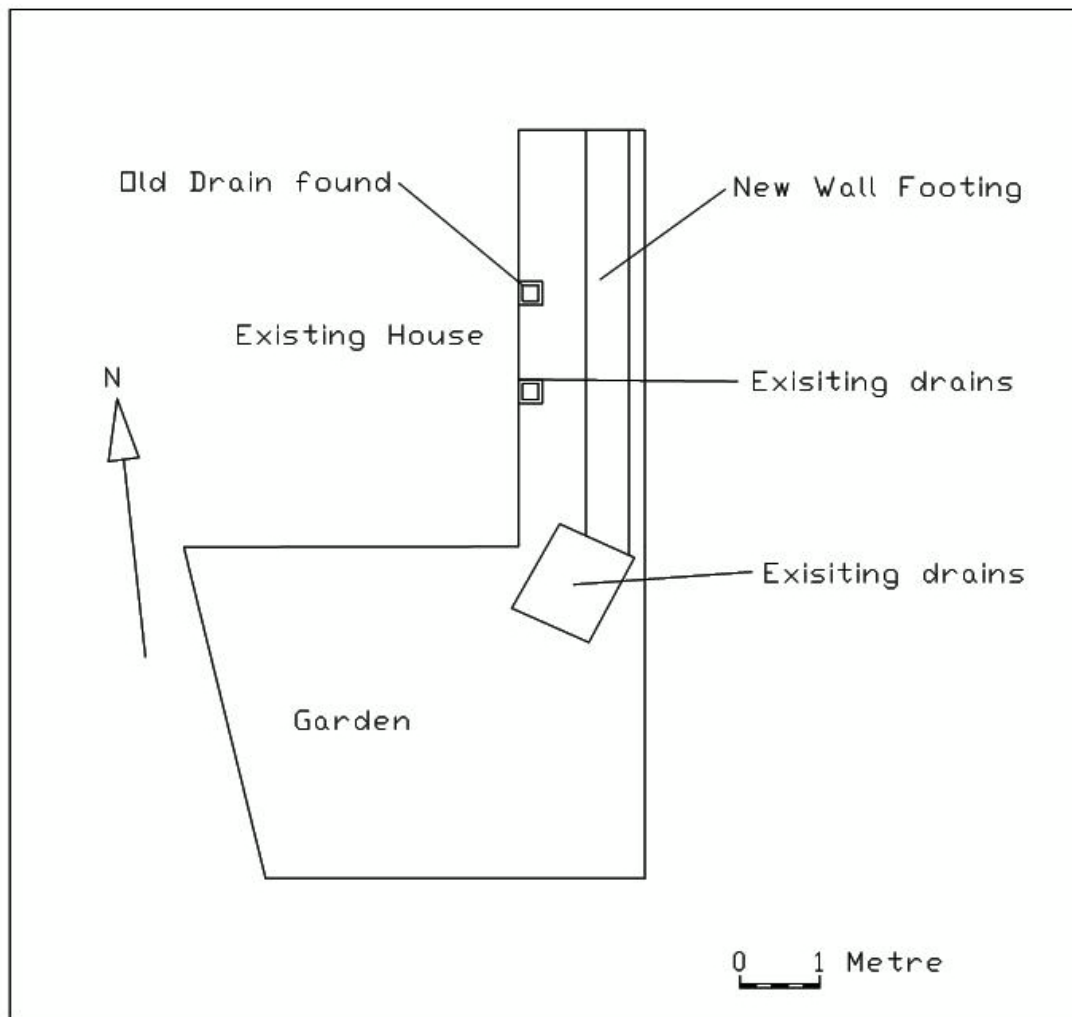 Old Drain found
New Wall Footing
Existing House
N
Exisiting drains
Exisiting drains
Garden
0 1 Metre